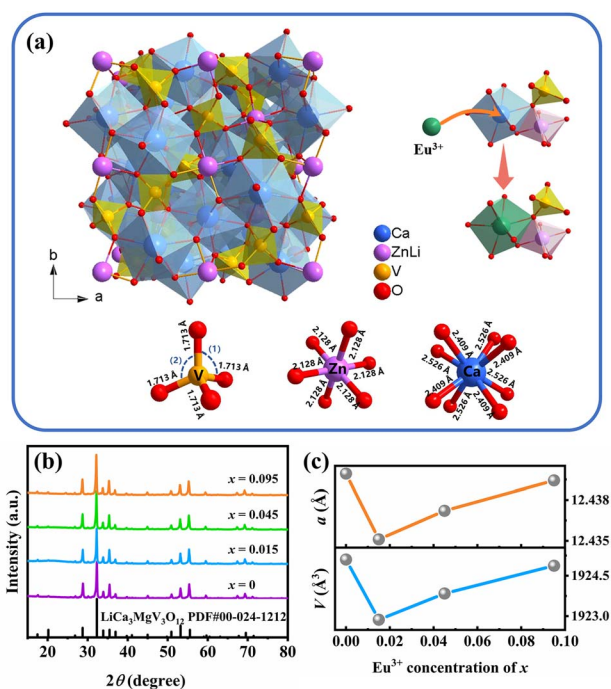 (a)
Eu³⁺
Ca
ZnLi
V
O
b
a
1.713 Å
(2)
(1)
V
1.713 Å
1.713 Å
1.713 Å
2.128 Å
2.128 Å
2.128 Å
Zn
2.128 Å
2.128 Å
2.128 Å
2.409 Å
2.526 Å
2.526 Å
2.409 Å
Ca
2.409 Å
2.526 Å
2.526 Å
2.409 Å
(b)
x = 0.095
x = 0.045
x = 0.015
x = 0
LiCa₃MgV₃O₁₂ PDF#00-024-1212
Intensity (a.u.)
20 30 40 50 60 70 80
2θ (degree)
(c)
a (Å)
12.438
12.435
V (Å³)
1924.5
1923.0
0.00 0.02 0.04 0.06 0.08 0.10
Eu³⁺ concentration of x